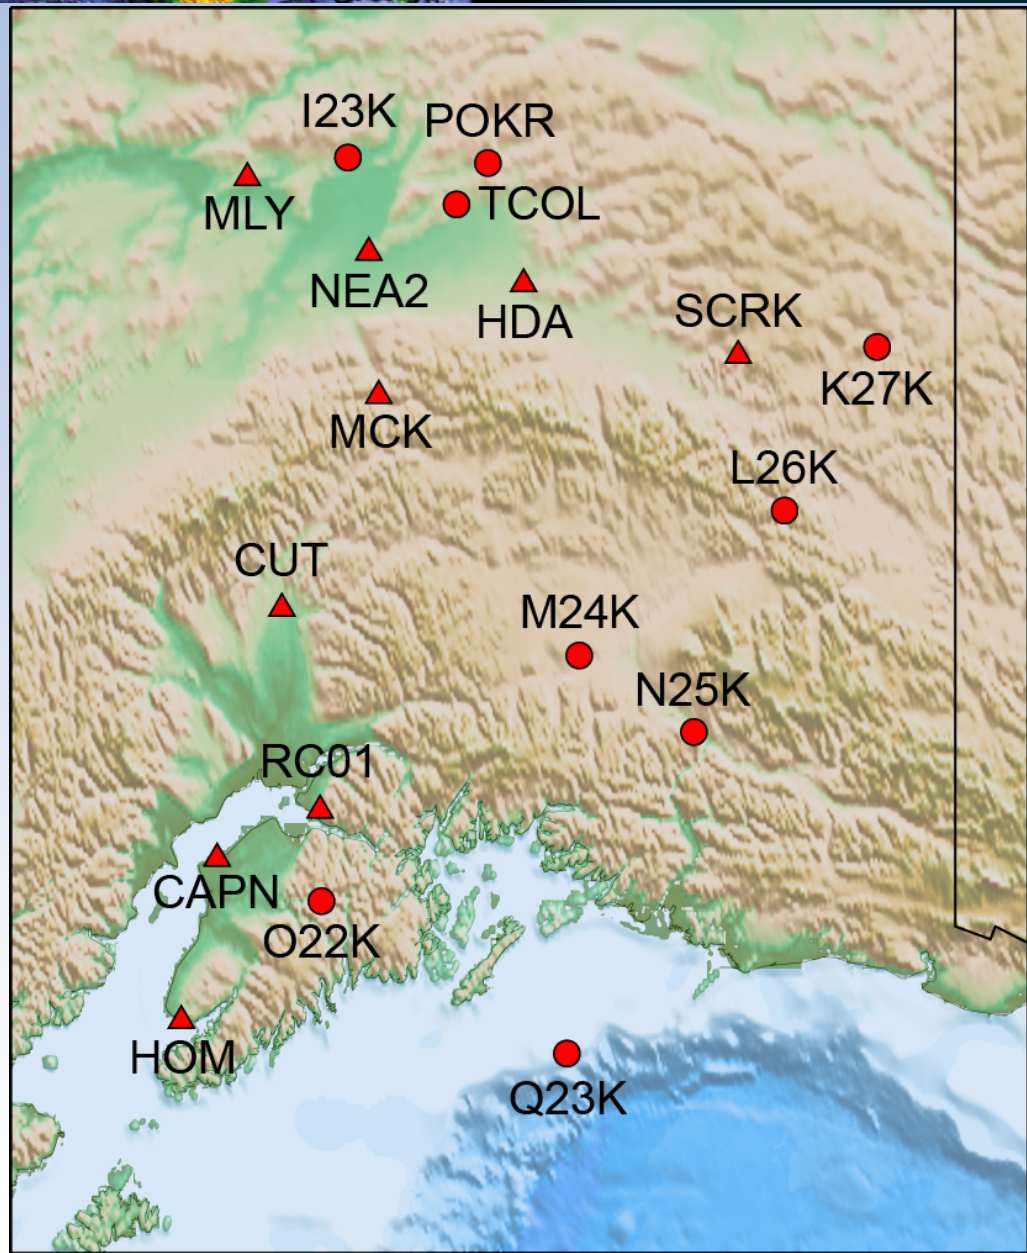 I23K
POKR
MLY
TCOL
NEA2
HDA
SCRK
K27K
MCK
L26K
CUT
M24K
N25K
RC01
CAPN
O22K
HOM
Q23K